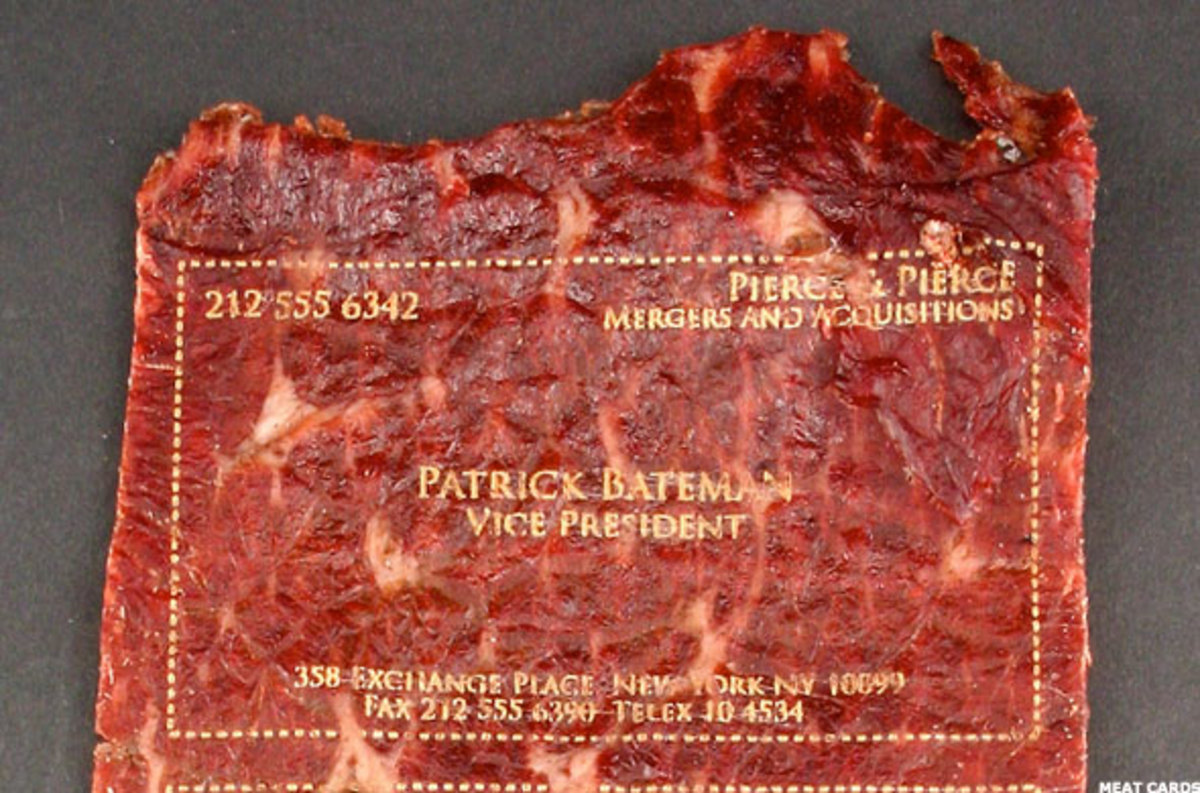 212 555 6342
PIERCE & PIERCE
MERGERS AND ACQUISITIONS
PATRICK BATEMAN
VICE PRESIDENT
358 EXCHANGE PLACE NEW YORK NY 10099
FAX 212 555 6390 TELEX 10 4534
MEAT CARDS